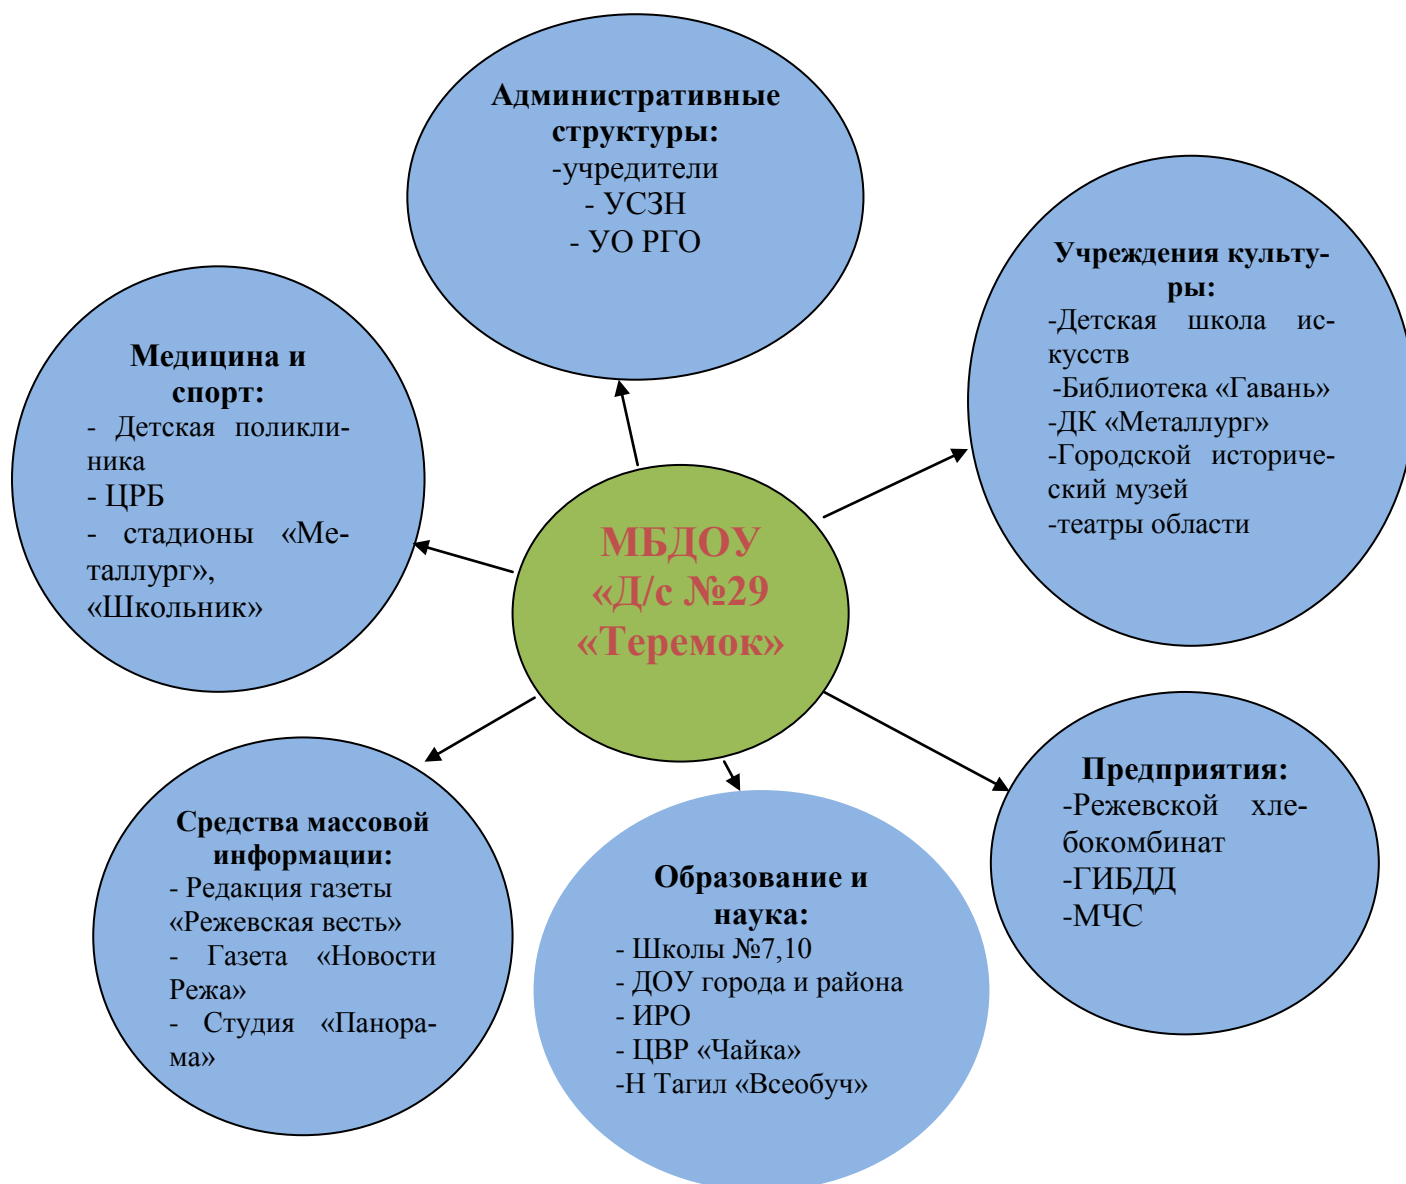 Административные
структуры:
-учредители
- УСЗН
- УО РГО
Учреждения культу-
ры:
-Детская школа ис-
кусств
-Библиотека «Гавань»
-ДК «Металлург»
-Городской историче-
ский музей
-театры области
Медицина и
спорт:
- Детская поликли-
ника
- ЦРБ
- стадионы «Ме-
таллург»,
«Школьник»
МБДОУ
«Д/с №29
«Теремок»
Предприятия:
-Режевской хле-
бокомбинат
-ГИБДД
-МЧС
Средства массовой
информации:
- Редакция газеты
«Режевская весть»
- Газета «Новости
Режа»
- Студия «Панора-
ма»
Образование и
наука:
- Школы №7,10
- ДОУ города и района
- ИРО
- ЦВР «Чайка»
-Н Тагил «Всеобуч»